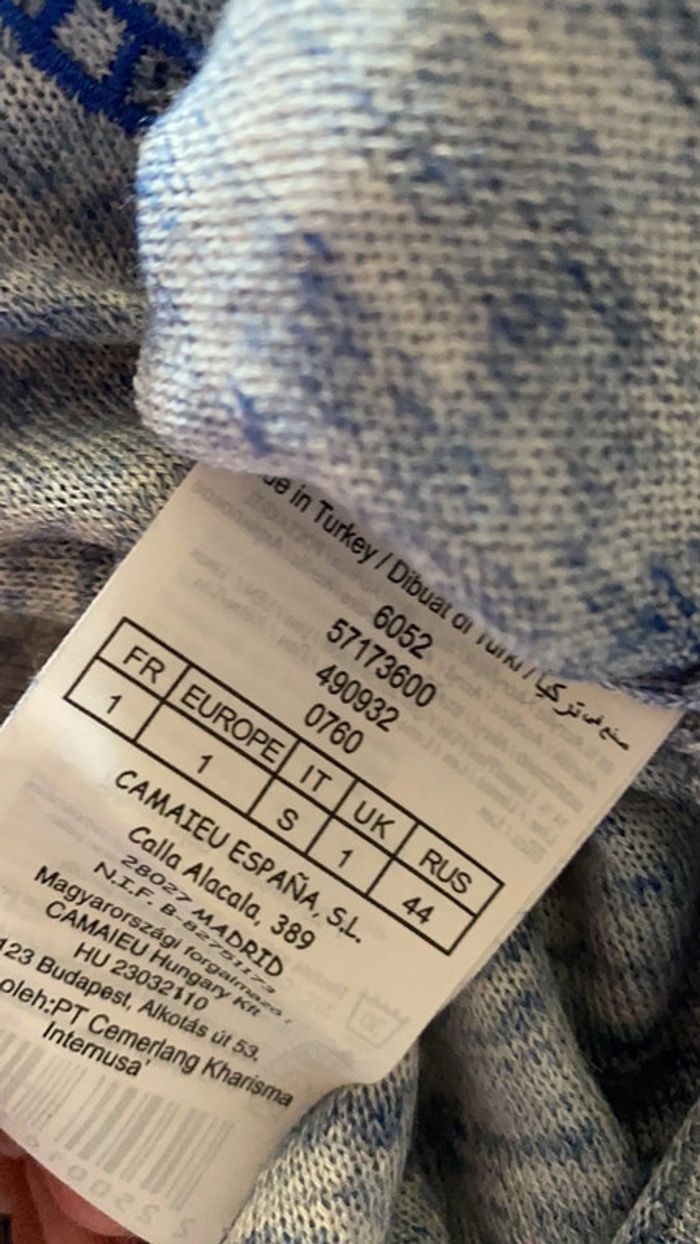 in Turkey / Dibuat di Turki / صنع في تركيا
6052
57173600
490932
0760
FR EUROPE IT UK RUS
1 1 S 1 44
CAMAIEU ESPAÑA, S,L.
Calla Alacala, 389
28027 MADRID
N.I.F. B-82751173
Magyarországi forgalmazó:
CAMAIEU Hungary Kft
HU 23032110
123 Budapest, Alkotás út 53,
oleh:PT Cemerlang Kharisma
Internusa'